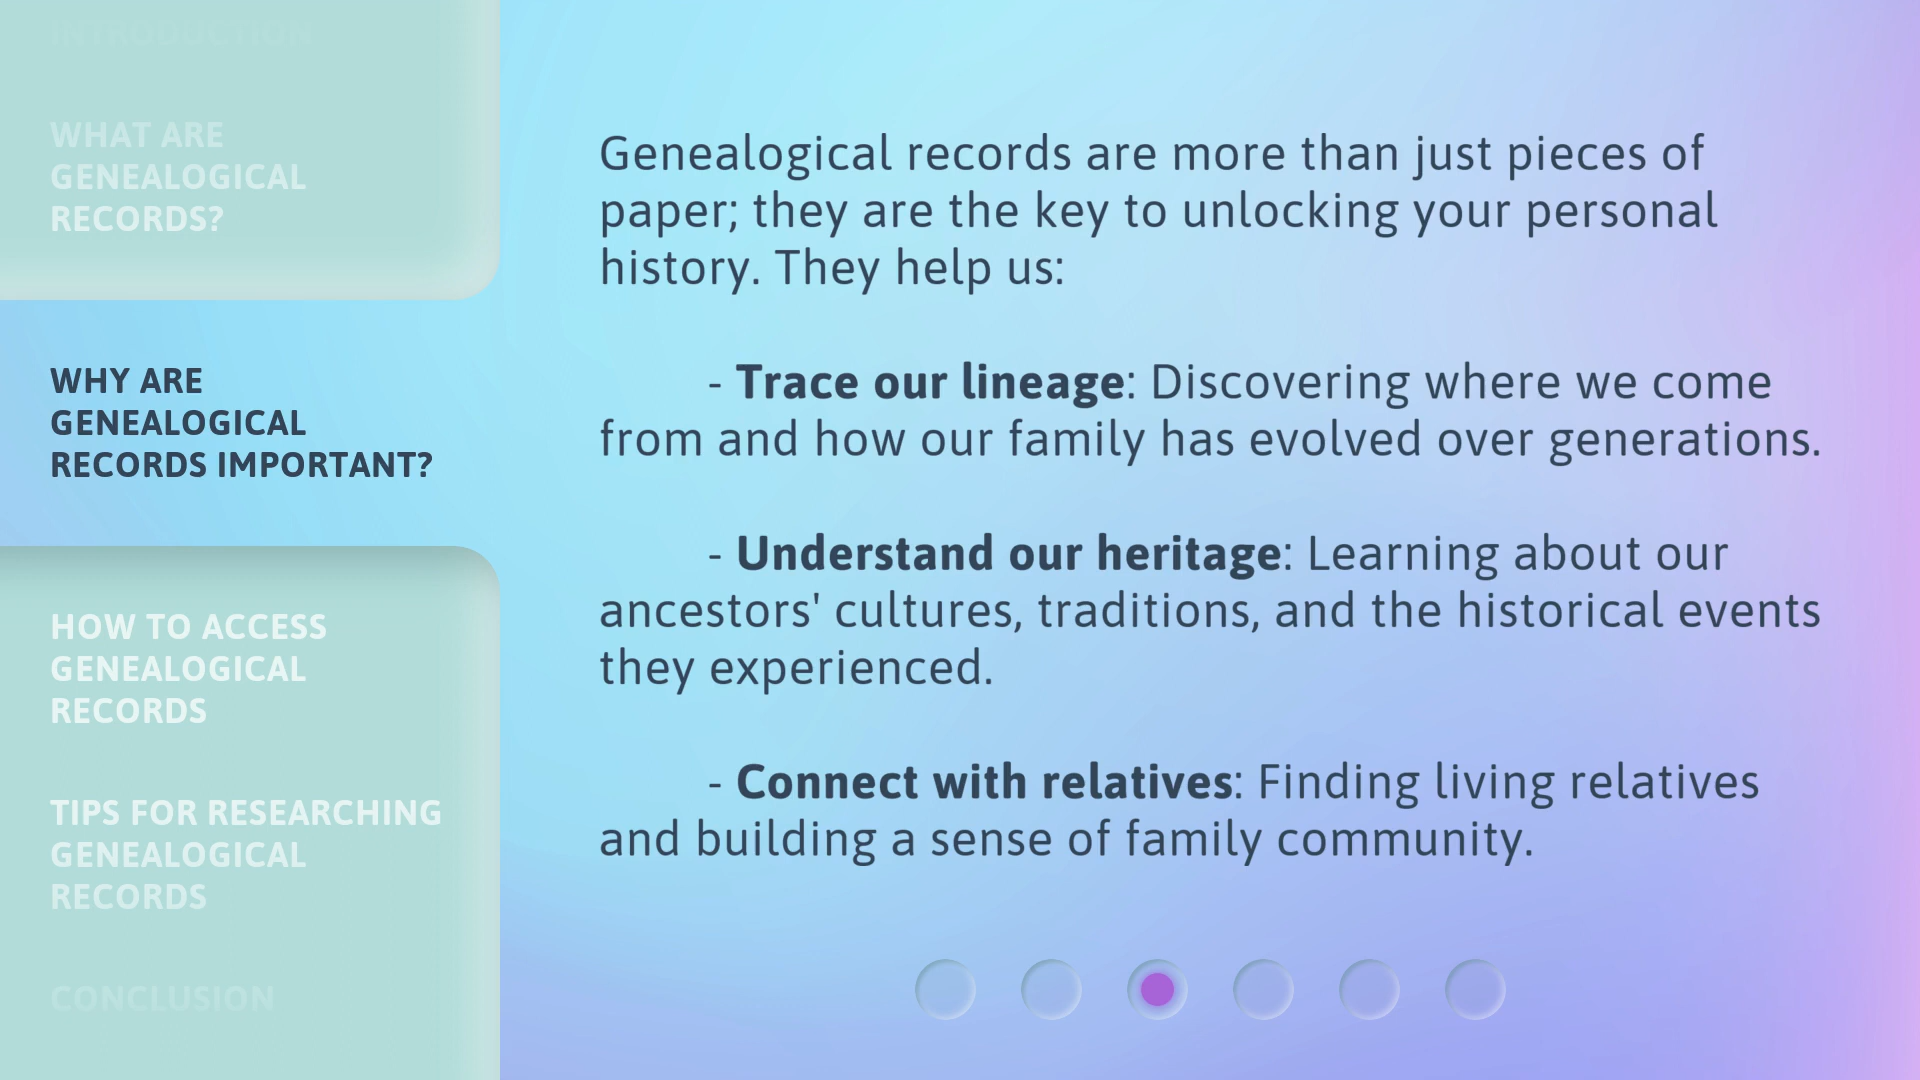 INTRODUCTION
WHAT ARE
GENEALOGICAL
RECORDS?
WHY ARE
GENEALOGICAL
RECORDS IMPORTANT?
HOW TO ACCESS
GENEALOGICAL
RECORDS
TIPS FOR RESEARCHING
GENEALOGICAL
RECORDS
CONCLUSION
Genealogical records are more than just pieces of
paper; they are the key to unlocking your personal
history. They help us:
- Trace our lineage: Discovering where we come
from and how our family has evolved over generations.
- Understand our heritage: Learning about our
ancestors' cultures, traditions, and the historical events
they experienced.
- Connect with relatives: Finding living relatives
and building a sense of family community.